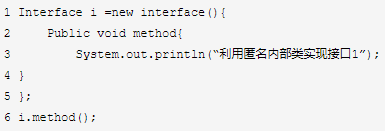 1 Interface i =new interface(){
2 Public void method{
3 System.out.println(“利用匿名内部类实现接口1”);
4 }
5 };
6 i.method();